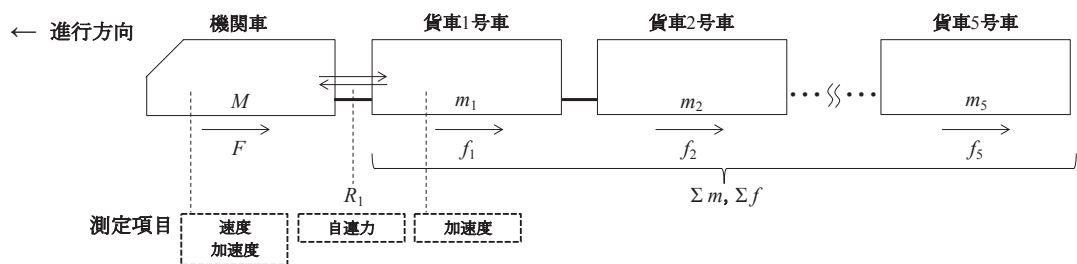 機関車 貨車1号車 貨車2号車 貨車5号車
← 進行方向
M m₁ m₂ m₅
F f₁ f₂ f₅
R₁ Σ m, Σ f
測定項目 速度 自連力 加速度
加速度